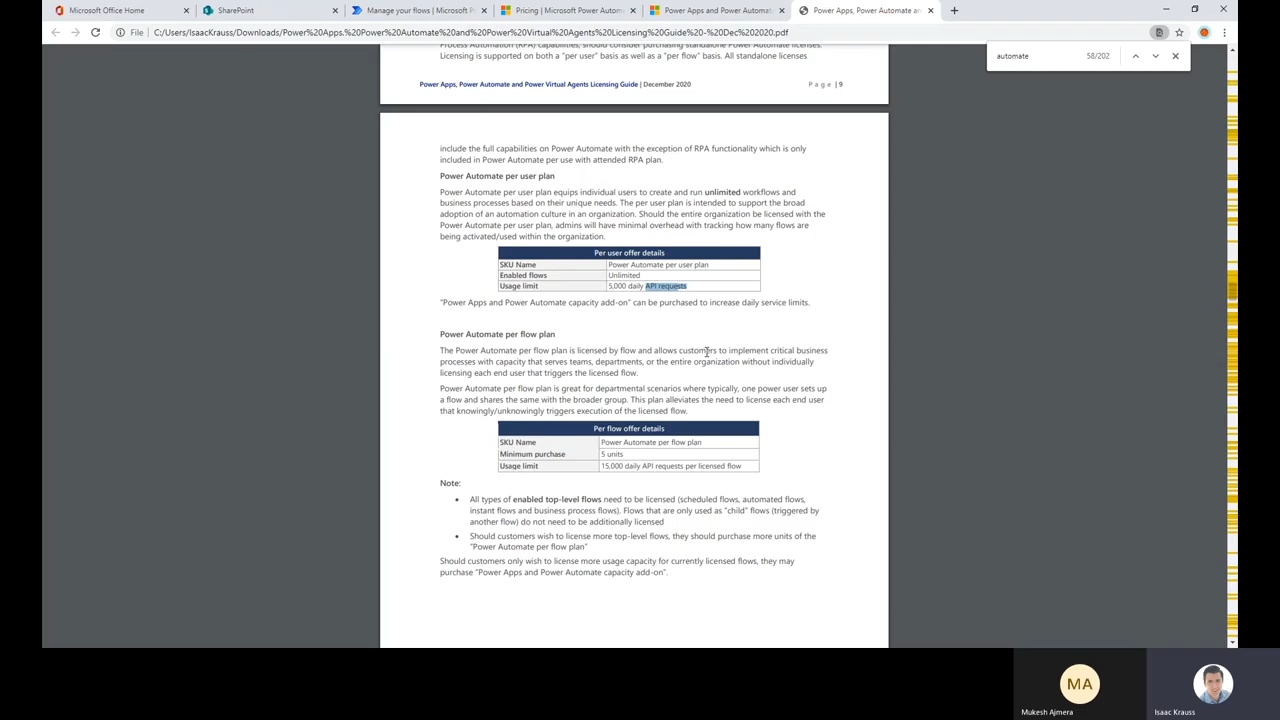 Microsoft Office Home
SharePoint
Manage your flows | Microsoft P
Pricing | Microsoft Power Autom
Power Apps and Power Automate
Power Apps, Power Automate an
File
C:/Users/IsaacKrauss/Downloads/Power%20Apps.%20Power%20Automate%20and%20Power%20Virtual%20Agents%20Licensing%20Guide%20-%20Dec%202020.pdf
automate
58/202
Process Automation (RPA) capabilities, should consider purchasing standalone Power Automate licenses.
Licensing is supported on both a "per user" basis as well as a "per flow" basis. All standalone licenses
Power Apps, Power Automate and Power Virtual Agents Licensing Guide | December 2020
Page | 9
include the full capabilities on Power Automate with the exception of RPA functionality which is only
included in Power Automate per use with attended RPA plan.
Power Automate per user plan
Power Automate per user plan equips individual users to create and run unlimited workflows and
business processes based on their unique needs. The per user plan is intended to support the broad
adoption of an automation culture in an organization. Should the entire organization be licensed with the
Power Automate per user plan, admins will have minimal overhead with tracking how many flows are
being activated/used within the organization.
Per user offer details
SKU Name Power Automate per user plan
Enabled flows Unlimited
Usage limit 5,000 daily API requests
"Power Apps and Power Automate capacity add-on" can be purchased to increase daily service limits.
Power Automate per flow plan
The Power Automate per flow plan is licensed by flow and allows customers to implement critical business
processes with capacity that serves teams, departments, or the entire organization without individually
licensing each end user that triggers the licensed flow.
Power Automate per flow plan is great for departmental scenarios where typically, one power user sets up
a flow and shares the same with the broader group. This plan alleviates the need to license each end user
that knowingly/unknowingly triggers execution of the licensed flow.
Per flow offer details
SKU Name Power Automate per flow plan
Minimum purchase 5 units
Usage limit 15,000 daily API requests per licensed flow
Note:
• All types of enabled top-level flows need to be licensed (scheduled flows, automated flows,
instant flows and business process flows). Flows that are only used as "child" flows (triggered by
another flow) do not need to be additionally licensed
• Should customers wish to license more top-level flows, they should purchase more units of the
"Power Automate per flow plan"
Should customers only wish to license more usage capacity for currently licensed flows, they may
purchase "Power Apps and Power Automate capacity add-on".
MA
Mukesh Ajmera
Isaac Krauss